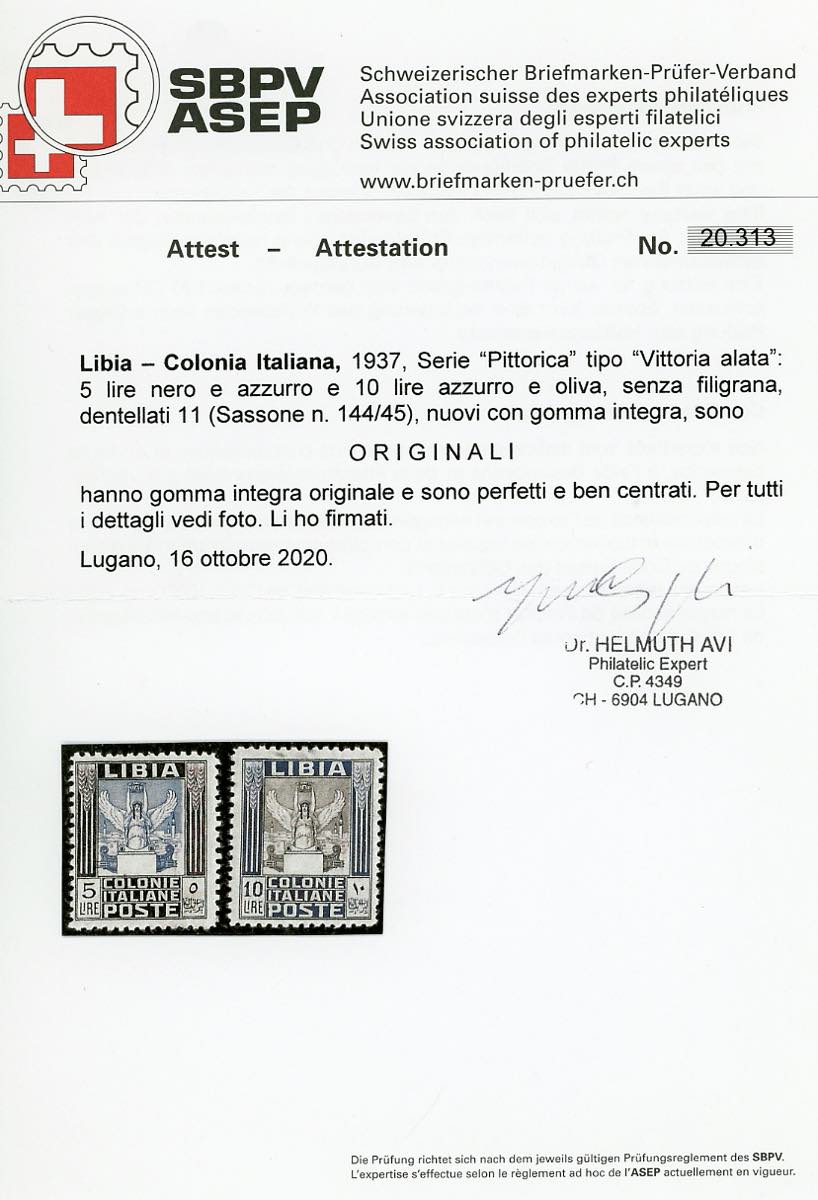 SBPV
ASEP
Schweizerischer Briefmarken-Prüfer-Verband
Association suisse des experts philatéliques
Unione svizzera degli esperti filatelici
Swiss association of philatelic experts
www.briefmarken-pruefer.ch
Attest – Attestation No. 20.313
Libia – Colonia Italiana, 1937, Serie “Pittorica” tipo “Vittoria alata”:
5 lire nero e azzurro e 10 lire azzurro e oliva, senza filigrana,
dentellati 11 (Sassone n. 144/45), nuovi con gomma integra, sono
ORIGINALI
hanno gomma integra originale e sono perfetti e ben centrati. Per tutti
i dettagli vedi foto. Li ho firmati.
Lugano, 16 ottobre 2020.
Dr. HELMUTH AVI
Philatelic Expert
C.P. 4349
CH - 6904 LUGANO
LIBIA
5 LIRE
COLONIE
ITALIANE
POSTE
٥
LIBIA
10 LIRE
COLONIE
ITALIANE
POSTE
١٠
Die Prüfung richtet sich nach dem jeweils gültigen Prüfungsreglement des SBPV.
L'expertise s'effectue selon le règlement ad hoc de l'ASEP actuellement en vigueur.